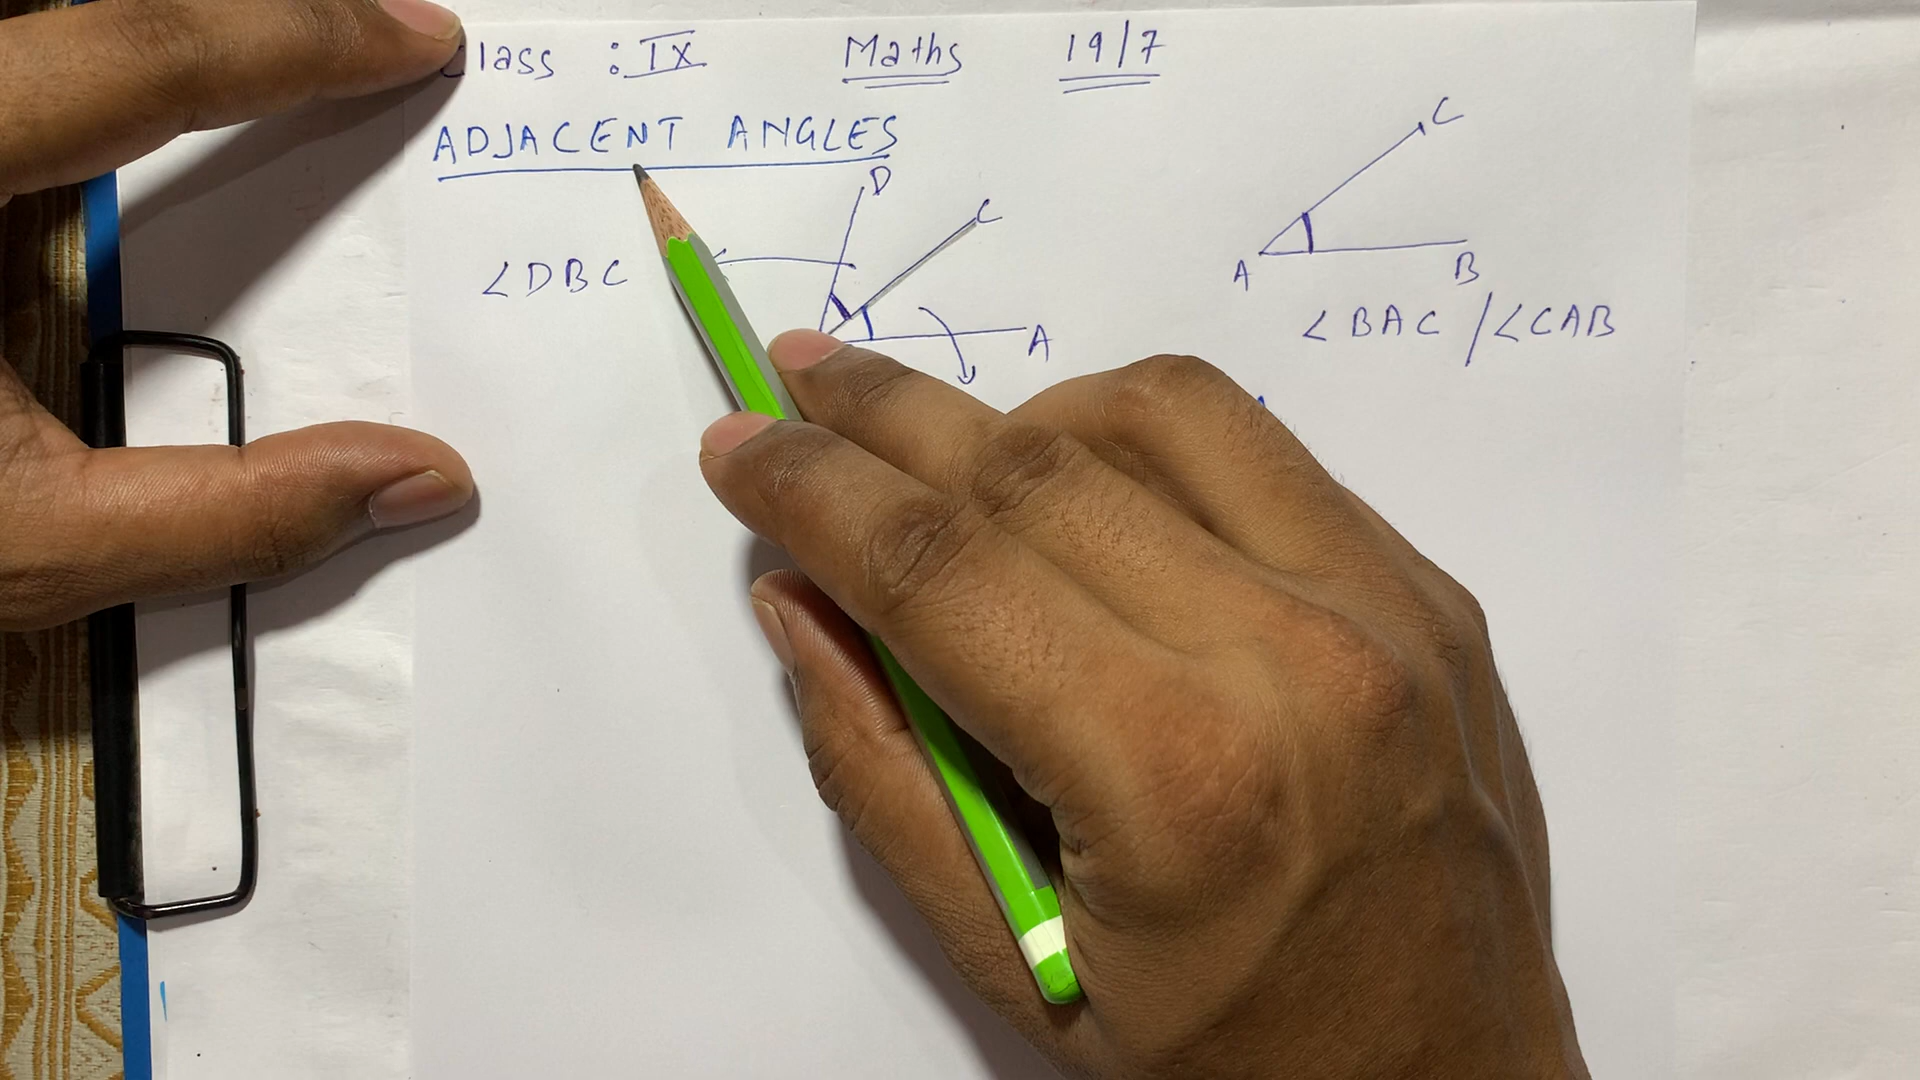 Class : IX Maths 19/7
ADJACENT ANGLES
D
C
∠DBC
A
C
A
B
∠BAC / ∠CAB